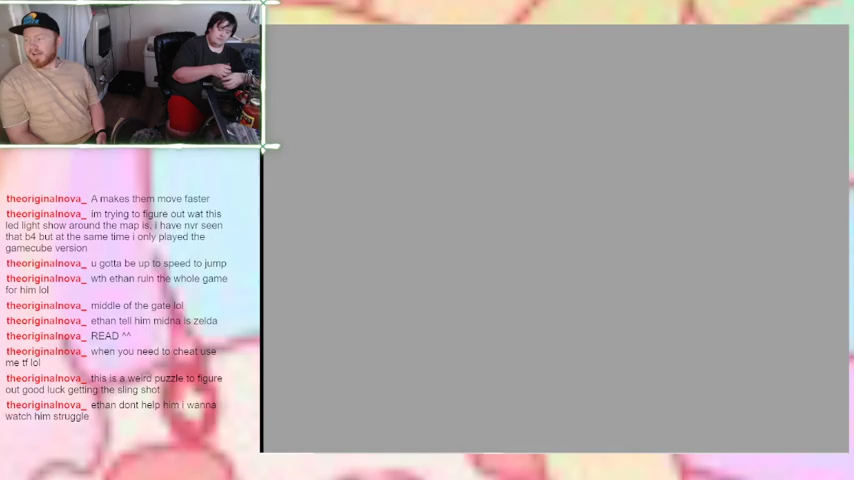 theoriginalnova_ A makes them move faster
theoriginalnova_ im trying to figure out wat this
led light show around the map is, i have nvr seen
that b4 but at the same time i only played the
gamecube version
theoriginalnova_ u gotta be up to speed to jump
theoriginalnova_ wth ethan ruin the whole game
for him lol
theoriginalnova_ middle of the gate lol
theoriginalnova_ ethan tell him midna is zelda
theoriginalnova_ READ ^^
theoriginalnova_ when you need to cheat use
me tf lol
theoriginalnova_ this is a weird puzzle to figure
out good luck getting the sling shot
theoriginalnova_ ethan dont help him i wanna
watch him struggle